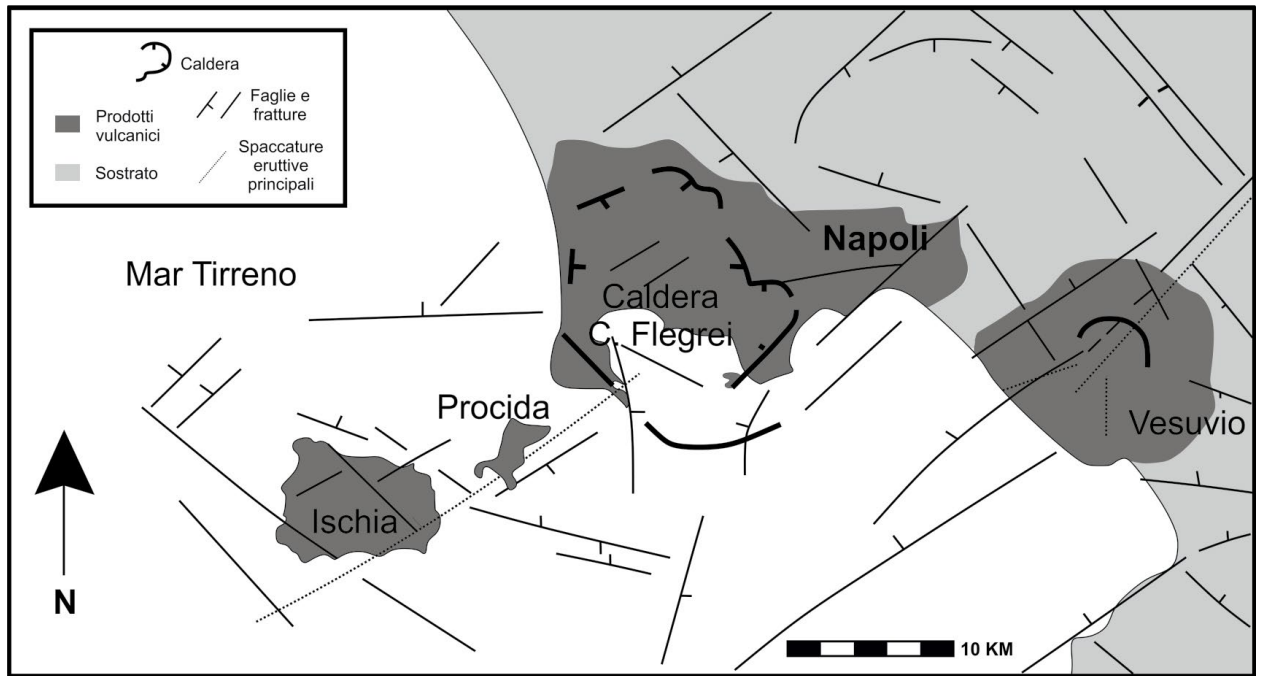 Caldera
Prodotti
vulcanici
Faglie e
fratture
Sostrato
Spaccature
eruttive
principali
Napoli
Mar Tirreno
Caldera
C. Flegrei
Procida
Vesuvio
Ischia
N
10 KM